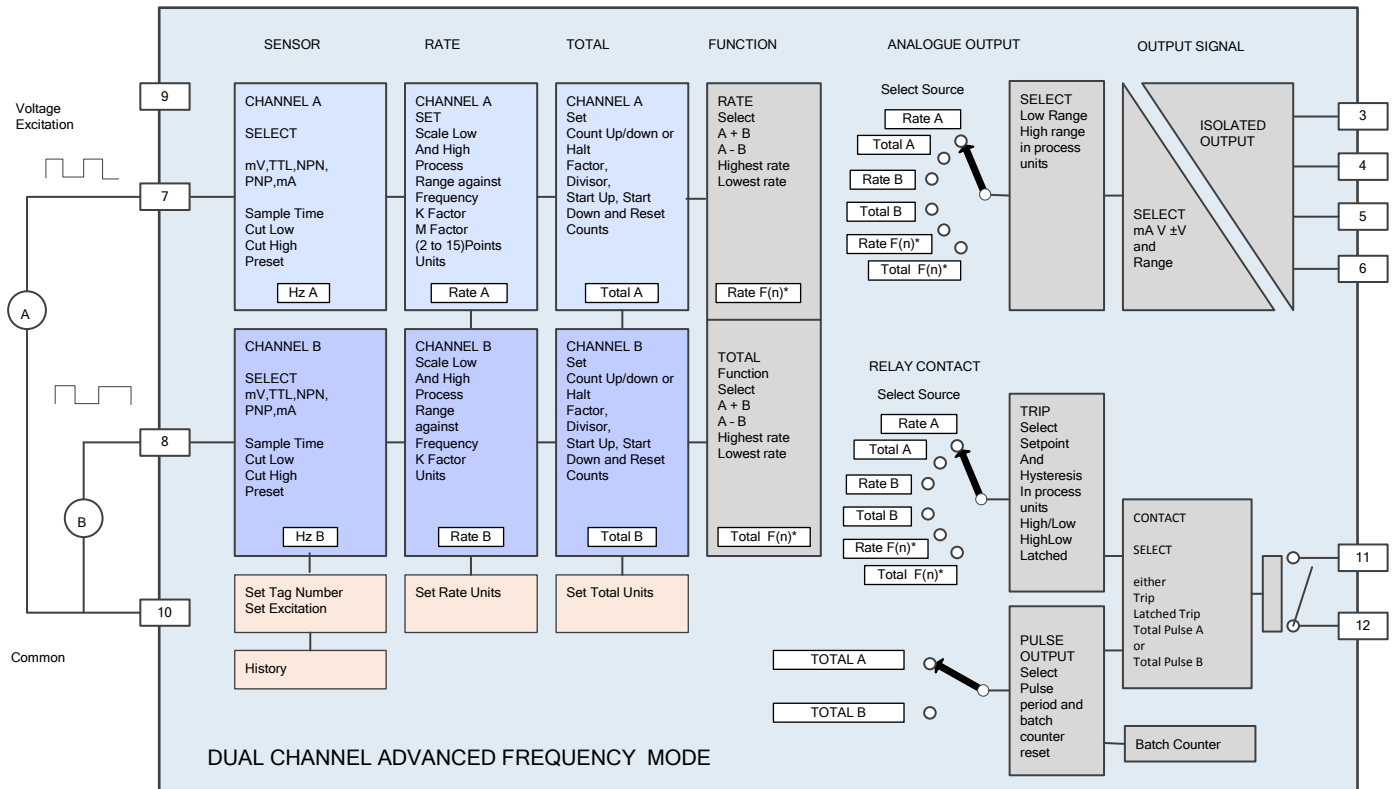 SENSOR
RATE
TOTAL
FUNCTION
ANALOGUE OUTPUT
OUTPUT SIGNAL
Voltage
Excitation
9
7
A
8
B
10
Common
CHANNEL A
SELECT
mV,TTL,NPN,
PNP,mA
Sample Time
Cut Low
Cut High
Preset
Hz A
CHANNEL A
SET
Scale Low
And High
Process
Range against
Frequency
K Factor
M Factor
(2 to 15)Points
Units
Rate A
CHANNEL A
Set
Count Up/down or
Halt
Factor,
Divisor,
Start Up, Start
Down and Reset
Counts
Total A
RATE
Select
A + B
A - B
Highest rate
Lowest rate
Rate F(n)*
Select Source
Rate A
Total A
Rate B
Total B
Rate F(n)*
Total F(n)*
SELECT
Low Range
High range
in process
units
SELECT
mA V ±V
and
Range
ISOLATED
OUTPUT
3
4
5
6
CHANNEL B
SELECT
mV,TTL,NPN,
PNP,mA
Sample Time
Cut Low
Cut High
Preset
Hz B
CHANNEL B
Scale Low
And High
Process
Range
against
Frequency
K Factor
Units
Rate B
CHANNEL B
Set
Count Up/down or
Halt
Factor,
Divisor,
Start Up, Start
Down and Reset
Counts
Total B
TOTAL
Function
Select
A + B
A - B
Highest rate
Lowest rate
Total F(n)*
RELAY CONTACT
Select Source
Rate A
Total A
Rate B
Total B
Rate F(n)*
Total F(n)*
TRIP
Select
Setpoint
And
Hysteresis
In process
units
High/Low
HighLow
Latched
CONTACT
SELECT
either
Trip
Latched Trip
Total Pulse A
or
Total Pulse B
11
12
Set Tag Number
Set Excitation
Set Rate Units
Set Total Units
History
TOTAL A
TOTAL B
PULSE
OUTPUT
Select
Pulse
period and
batch
counter
reset
Batch Counter
DUAL CHANNEL ADVANCED FREQUENCY MODE